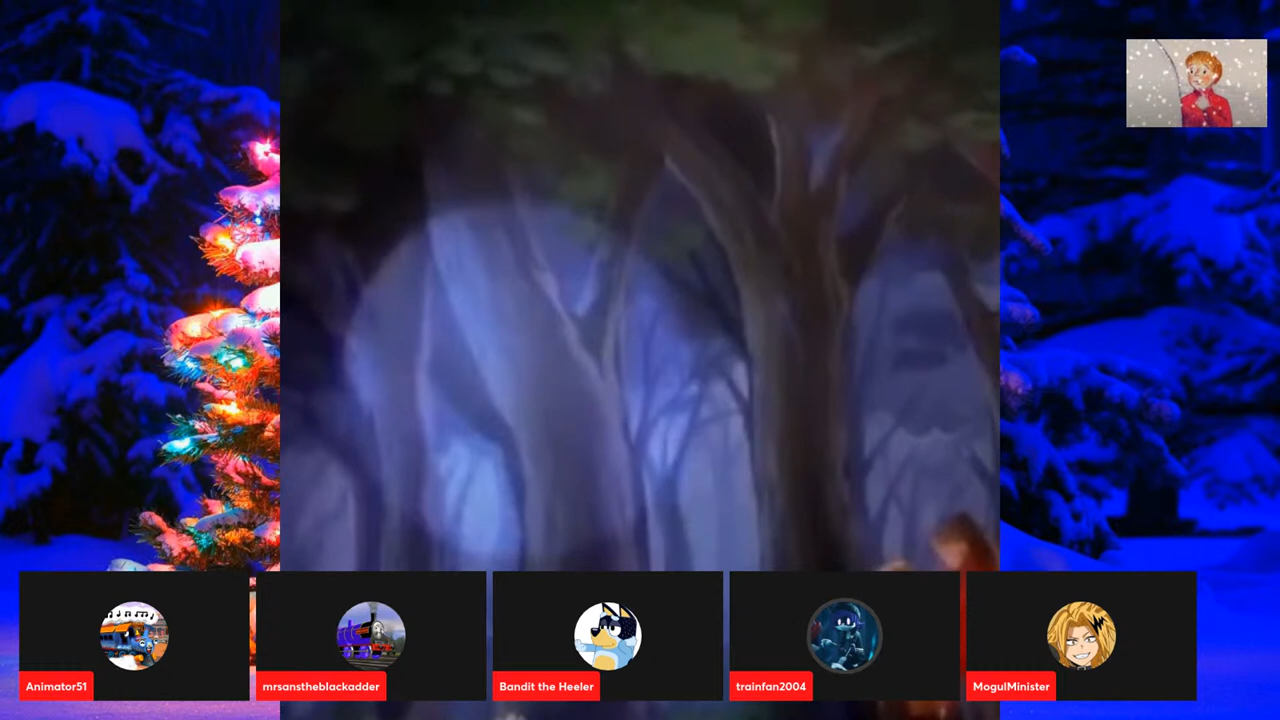 Animator51
mrsanstheblackadder
Bandit the Heeler
trainfan2004
MogulMinister